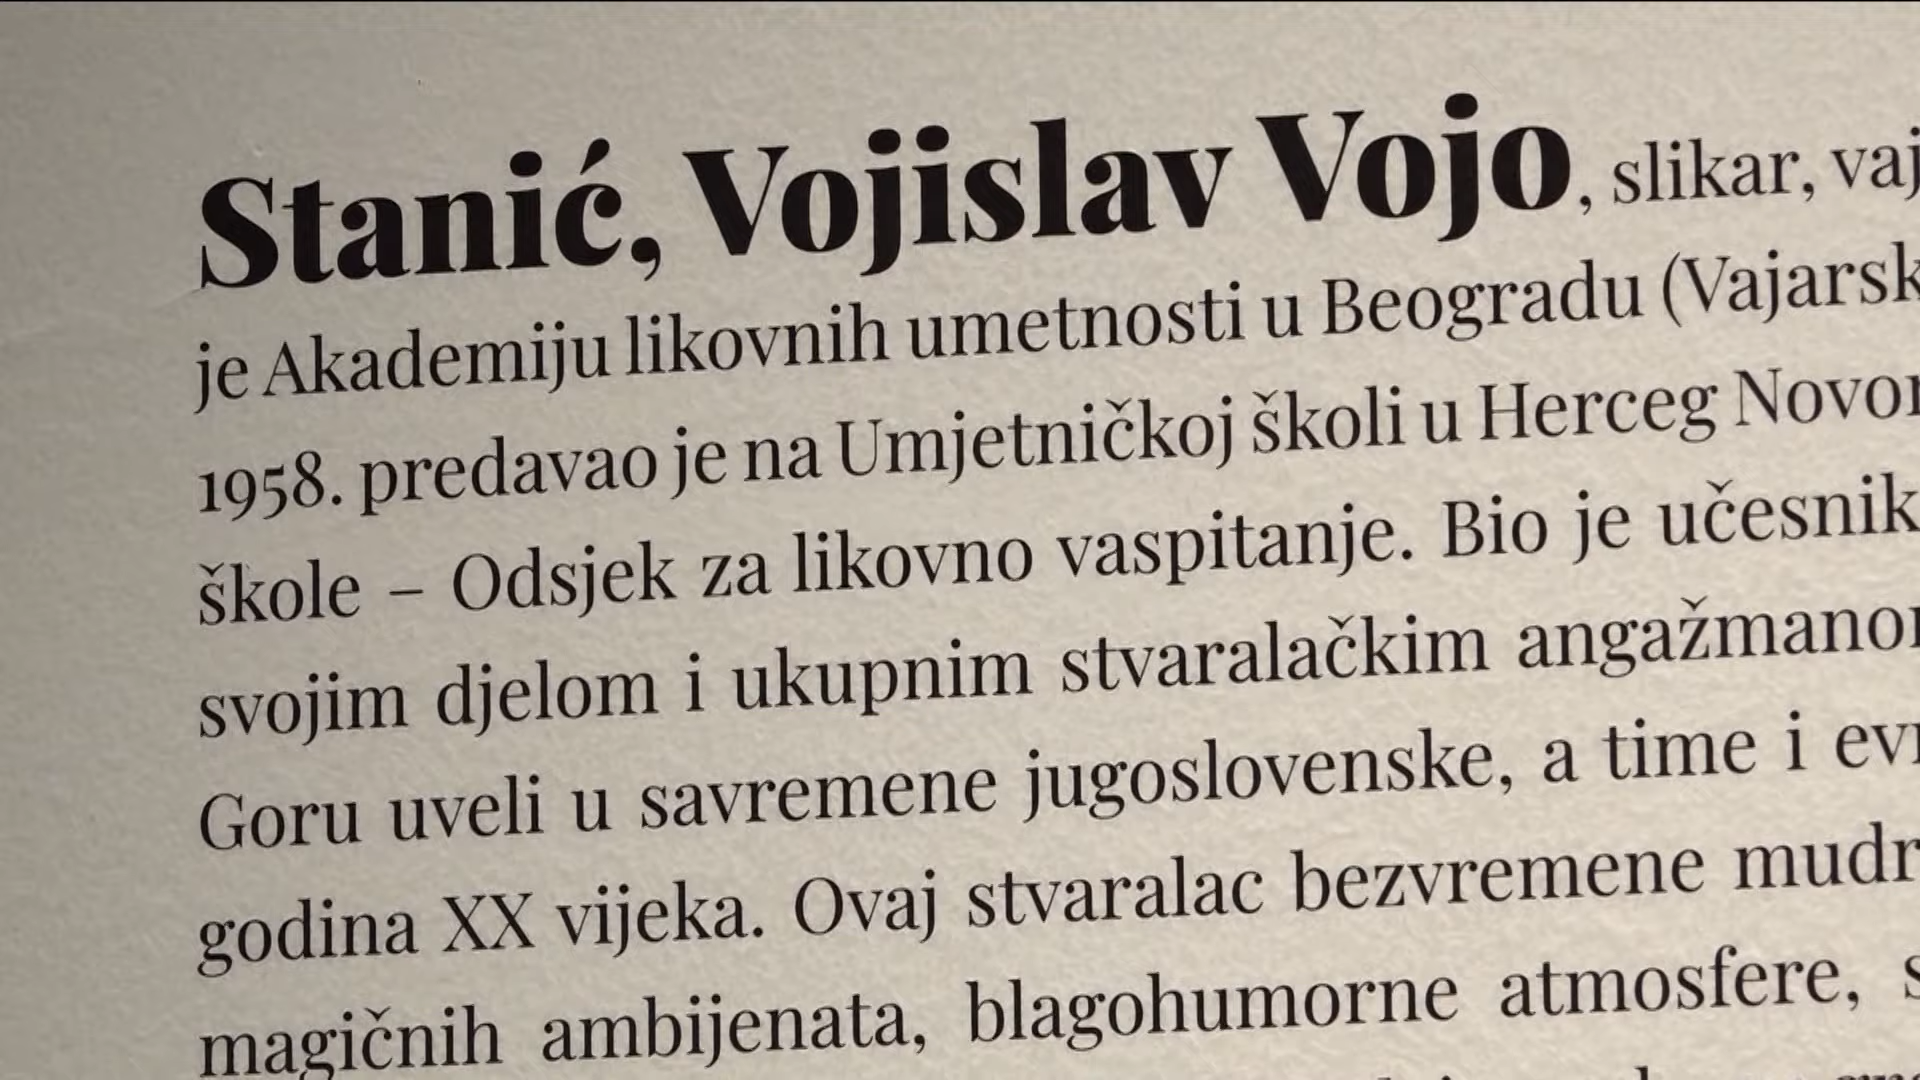 Stanić, Vojislav Vojo, slikar, vaj
je Akademiju likovnih umetnosti u Beogradu (Vajarsk
1958. predavao je na Umjetničkoj školi u Herceg Novo
škole – Odsjek za likovno vaspitanje. Bio je učesnik
svojim djelom i ukupnim stvaralačkim angažmano
Goru uveli u savremene jugoslovenske, a time i ev
godina XX vijeka. Ovaj stvaralac bezvremene mudr
magičnih ambijenata, blagohumorne atmosfere, s